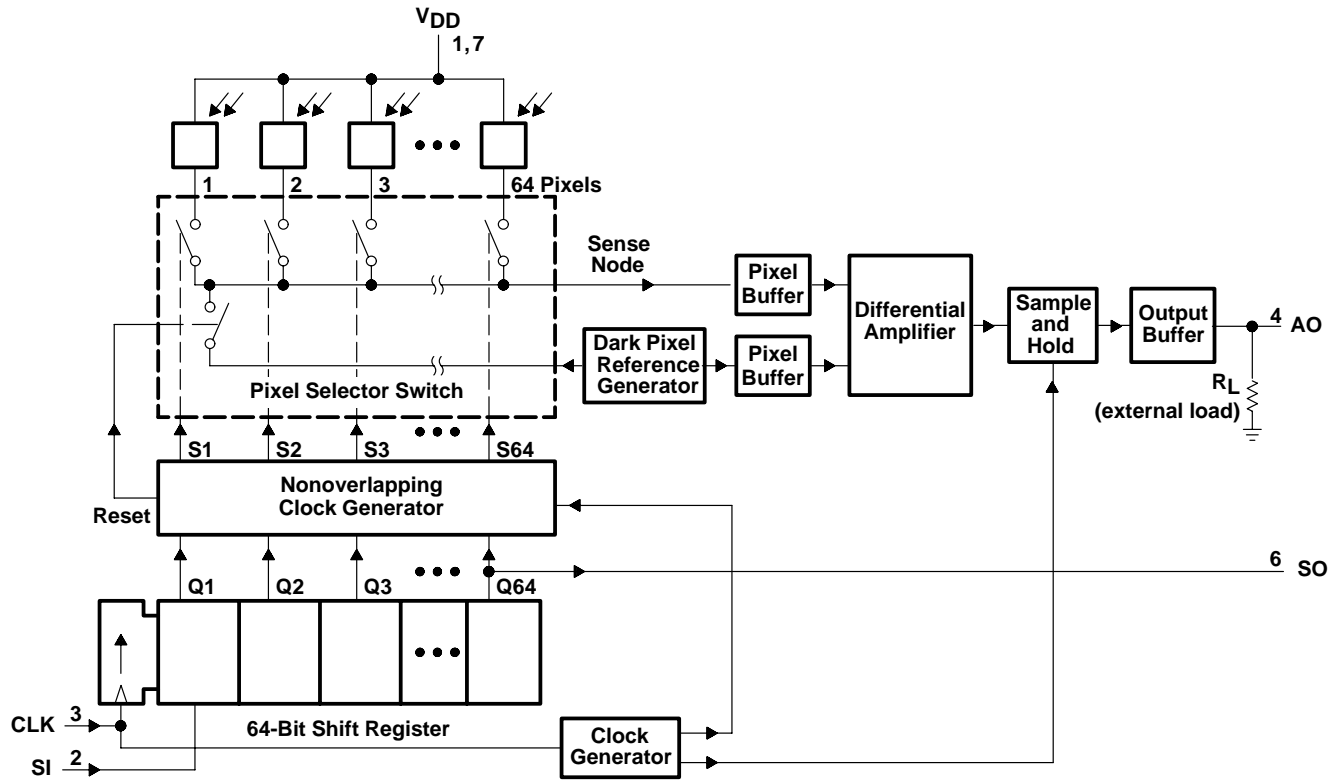 VDD
1,7
1
2
3
64 Pixels
Sense
Node
Pixel
Buffer
Differential
Amplifier
Sample
and
Hold
Output
Buffer
4
AO
Dark Pixel
Reference
Generator
Pixel
Buffer
Pixel Selector Switch
RL
(external load)
S1
S2
S3
S64
Nonoverlapping
Clock Generator
Reset
Q1
Q2
Q3
Q64
6
SO
CLK
3
64-Bit Shift Register
Clock
Generator
SI
2